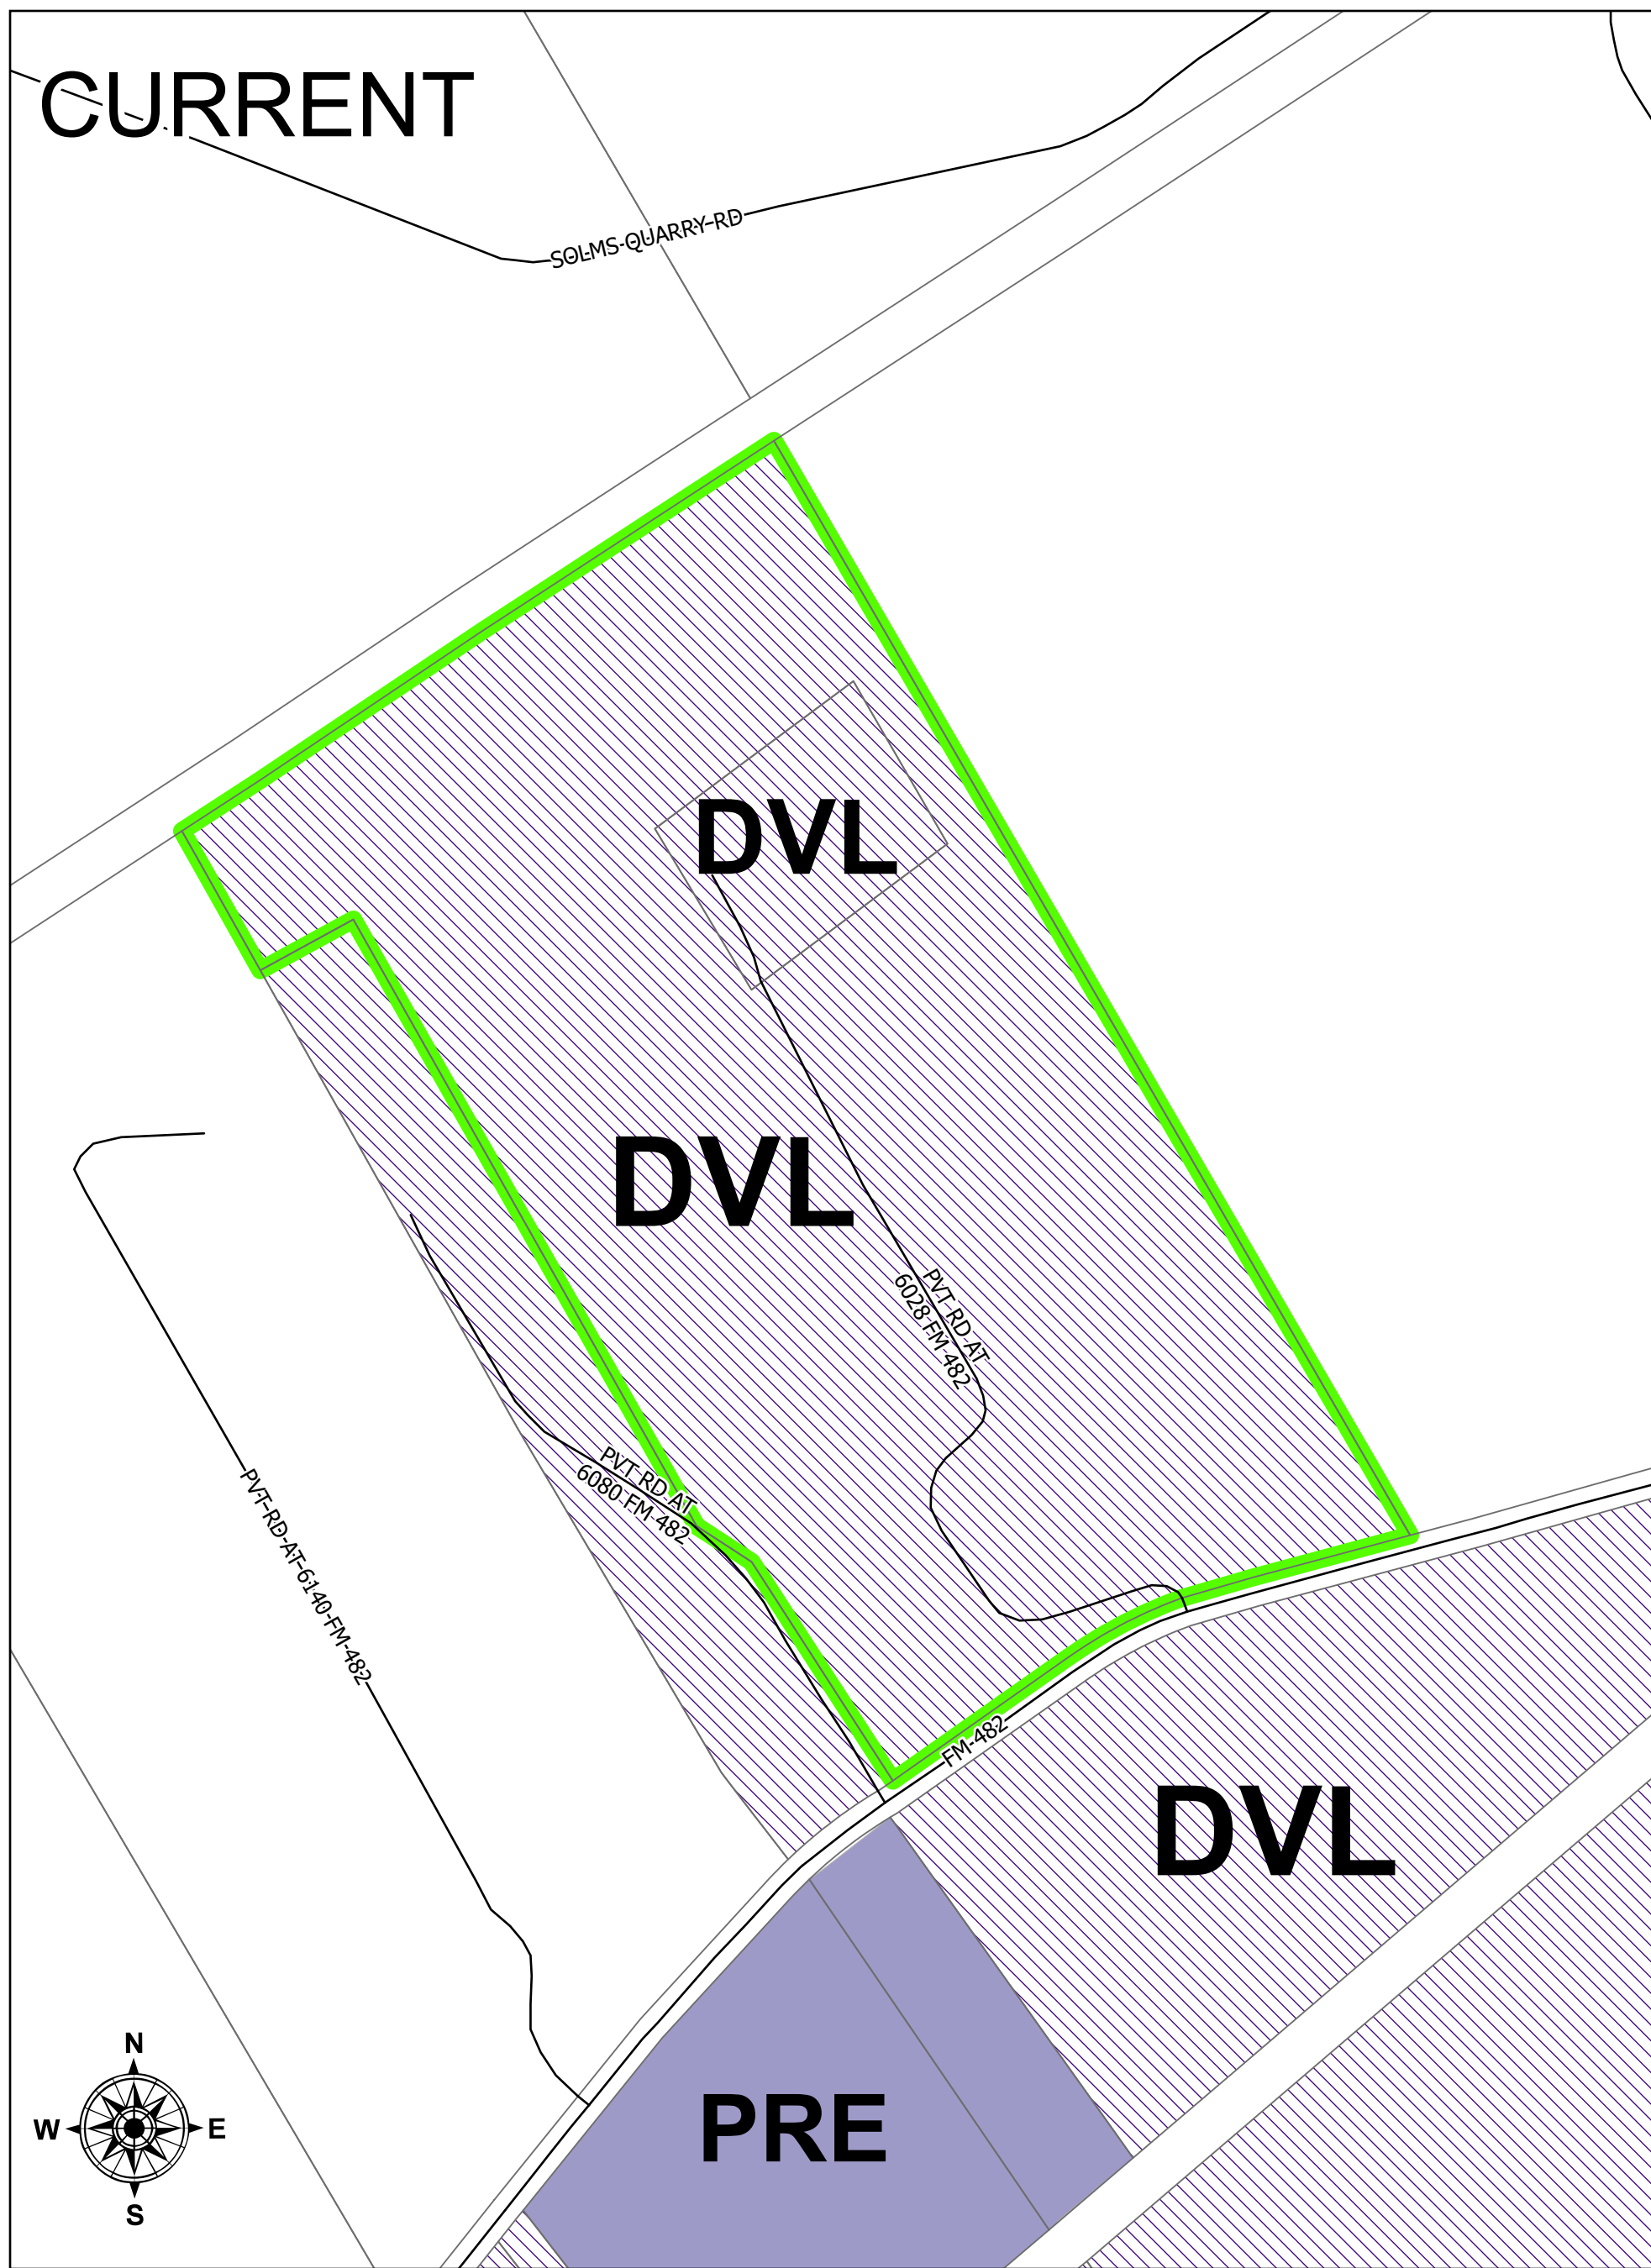 CURRENT
SOLMS-QUARRY-RD
DVL
DVL
PVT RD AT
6028 FM-482
PVT RD AT
6080 FM-482
PVT-RD-AT-6140-FM-482
FM-482
DVL
PRE
N
W E
S